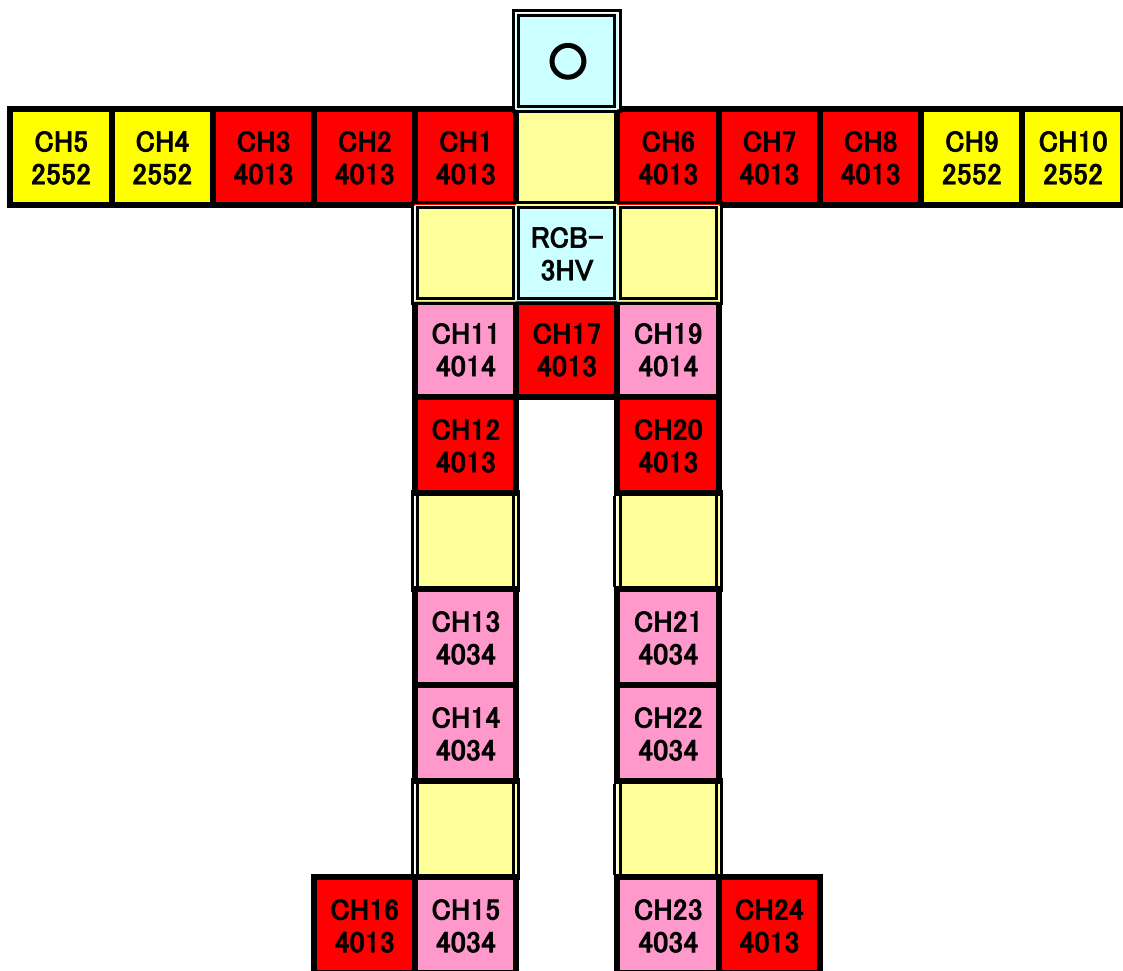 ○
CH5 CH4 CH3 CH2 CH1 CH6 CH7 CH8 CH9 CH10
2552 2552 4013 4013 4013 4013 4013 4013 2552 2552
RCB-
3HV
CH11 CH17 CH19
4014 4013 4014
CH12 CH20
4013 4013
CH13 CH21
4034 4034
CH14 CH22
4034 4034
CH16 CH15 CH23 CH24
4013 4034 4034 4013